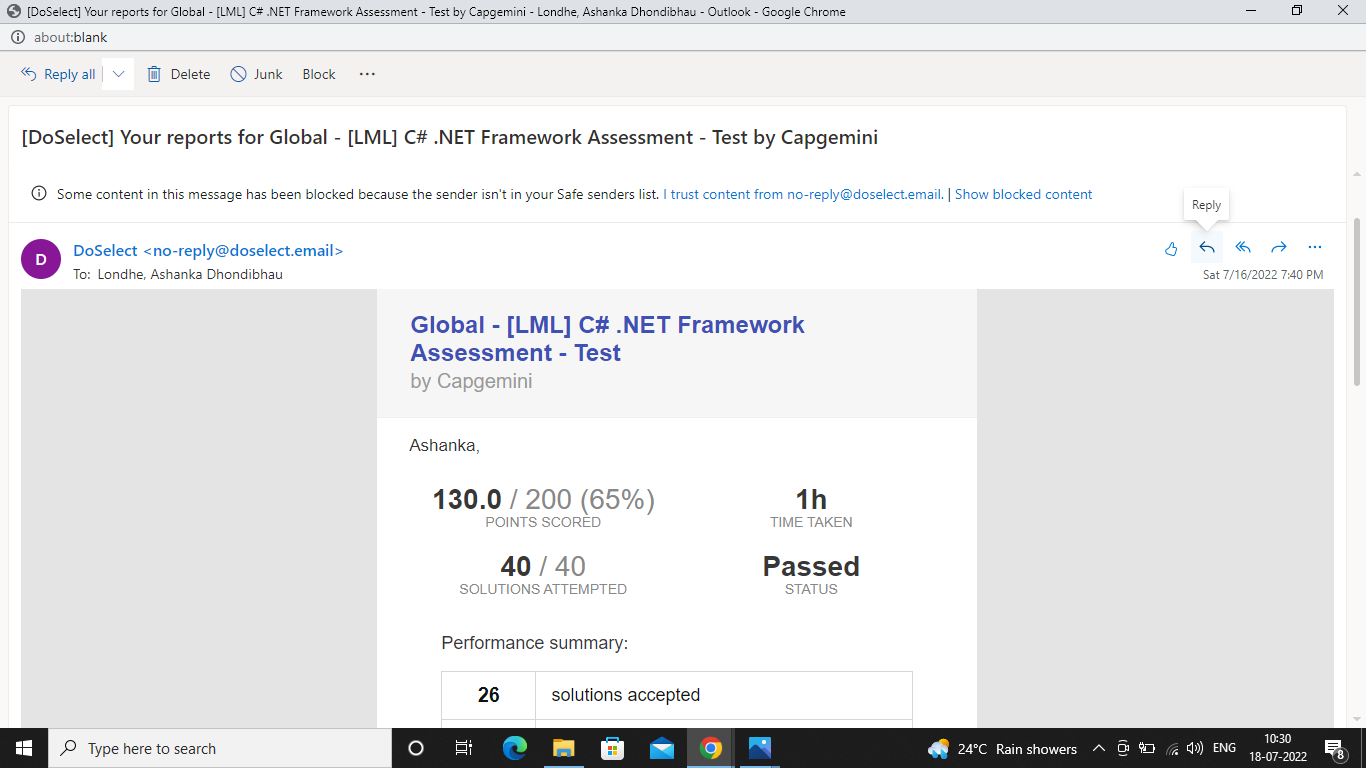 [DoSelect] Your reports for Global - [LML] C# .NET Framework Assessment - Test by Capgemini - Londhe, Ashanka Dhondibhau - Outlook - Google Chrome
about:blank
Reply all Delete Junk Block ...
[DoSelect] Your reports for Global - [LML] C# .NET Framework Assessment - Test by Capgemini
Some content in this message has been blocked because the sender isn't in your Safe senders list. I trust content from no-reply@doselect.email. | Show blocked content
Reply
D
DoSelect <no-reply@doselect.email>
To: Londhe, Ashanka Dhondibhau
Sat 7/16/2022 7:40 PM
Global - [LML] C# .NET Framework
Assessment - Test
by Capgemini
Ashanka,
130.0 / 200 (65%)
POINTS SCORED
1h
TIME TAKEN
40 / 40
SOLUTIONS ATTEMPTED
Passed
STATUS
Performance summary:
26 solutions accepted
Type here to search
24°C Rain showers
ENG
10:30
18-07-2022
8